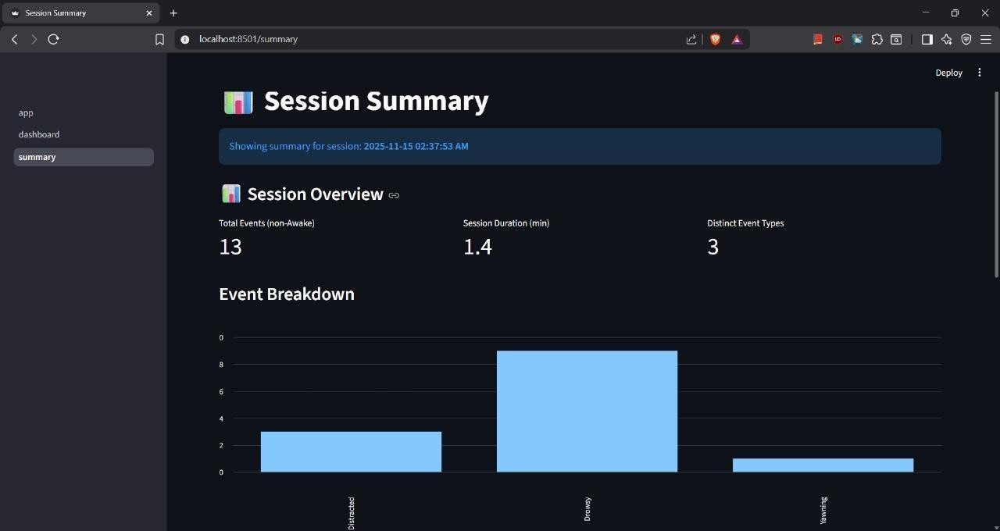 Session Summary
localhost:8501/summary
Deploy
app
dashboard
summary
Session Summary
Showing summary for session: 2025-11-15 02:37:53 AM
Session Overview
Total Events (non-Awake)
Session Duration (min)
Distinct Event Types
13
1.4
3
Event Breakdown
0
8
6
4
2
0
Distracted
Drowsy
Yawning